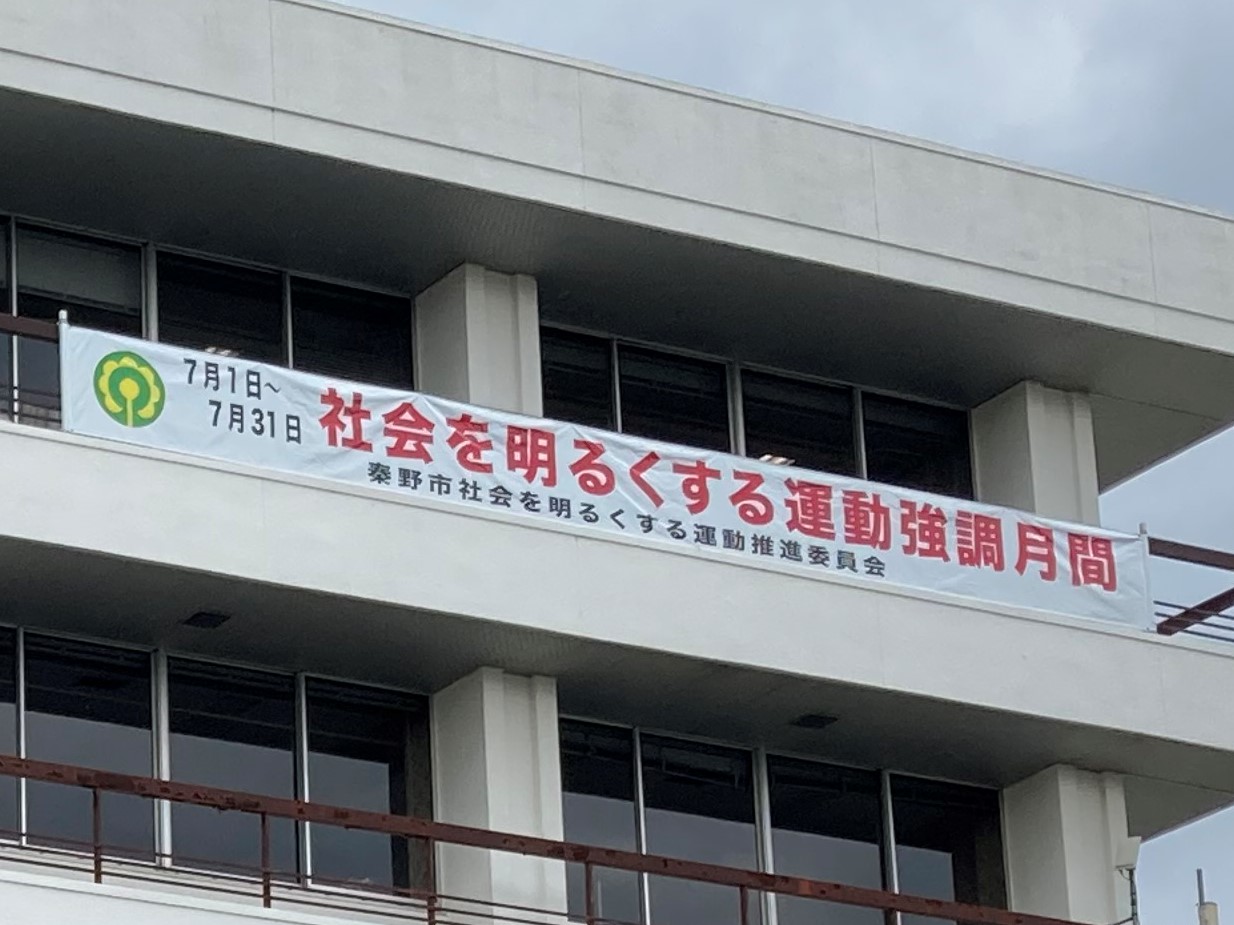 7月1日～
7月31日
社会を明るくする運動強調月間
秦野市社会を明るくする運動推進委員会